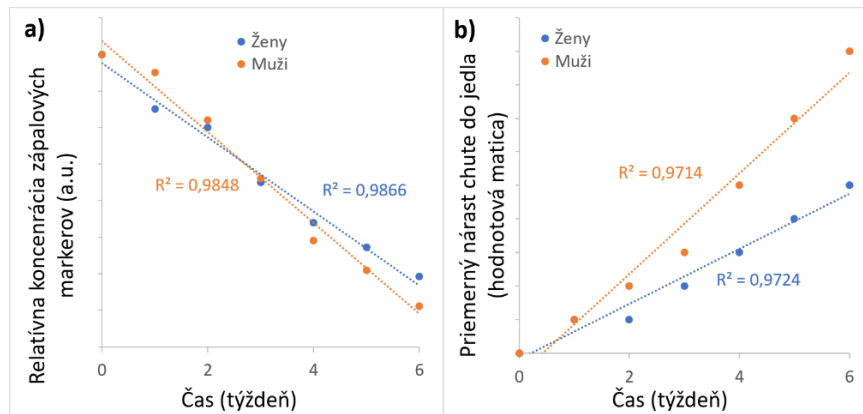 a)
Ženy
Muži
R² = 0,9848
R² = 0,9866
Relatívna koncenrácia zápalových
markerov (a.u.)
0
2
4
6
Čas (týždeň)
b)
Ženy
Muži
R² = 0,9714
R² = 0,9724
Priemerný nárast chute do jedla
(hodnotová matica)
0
2
4
6
Čas (týždeň)